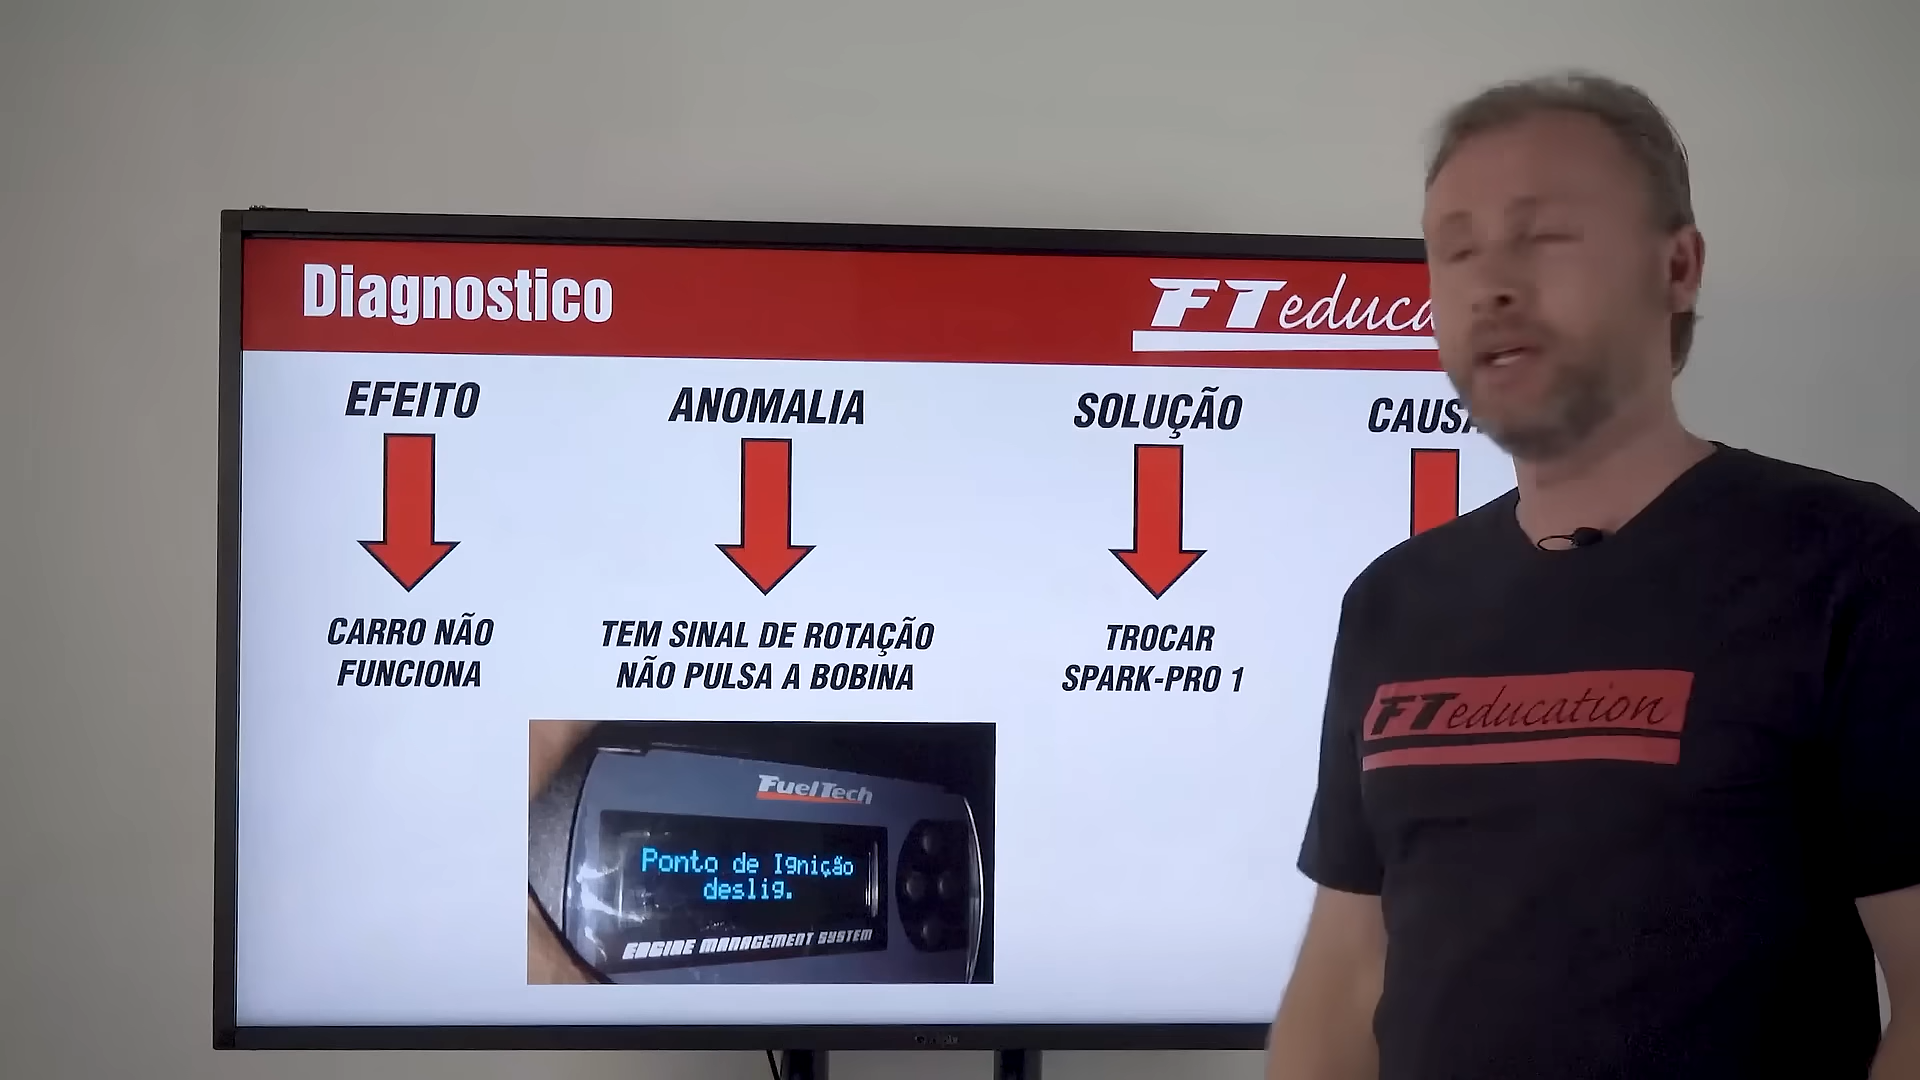 Diagnostico
FTeduca
EFEITO
ANOMALIA
SOLUÇÃO
CAUSA
CARRO NÃO
FUNCIONA
TEM SINAL DE ROTAÇÃO
NÃO PULSA A BOBINA
TROCAR
SPARK-PRO 1
FuelTech
Ponto de Ignição
deslig.
ENGINE MANAGEMENT SYSTEM
FTeducation